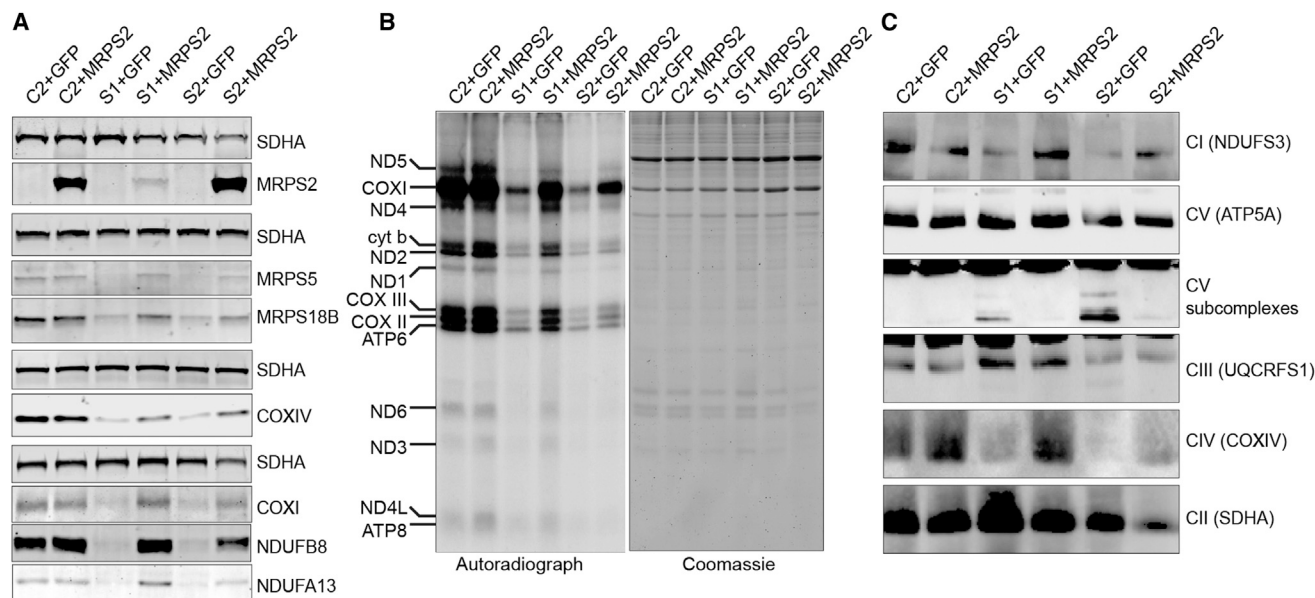 A
C2+GFP
C2+MRPS2
S1+GFP
S1+MRPS2
S2+GFP
S2+MRPS2
SDHA
MRPS2
SDHA
MRPS5
MRPS18B
SDHA
COXIV
SDHA
COXI
NDUFB8
NDUFA13
B
C2+GFP
C2+MRPS2
S1+GFP
S1+MRPS2
S2+GFP
S2+MRPS2
C2+GFP
C2+MRPS2
S1+GFP
S1+MRPS2
S2+GFP
S2+MRPS2
ND5
COXI
ND4
cyt b
ND2
ND1
COX III
COX II
ATP6
ND6
ND3
ND4L
ATP8
Autoradiograph
Coomassie
C
C2+GFP
C2+MRPS2
S1+GFP
S1+MRPS2
S2+GFP
S2+MRPS2
CI (NDUFS3)
CV (ATP5A)
CV
subcomplexes
CIII (UQCRFS1)
CIV (COXIV)
CII (SDHA)